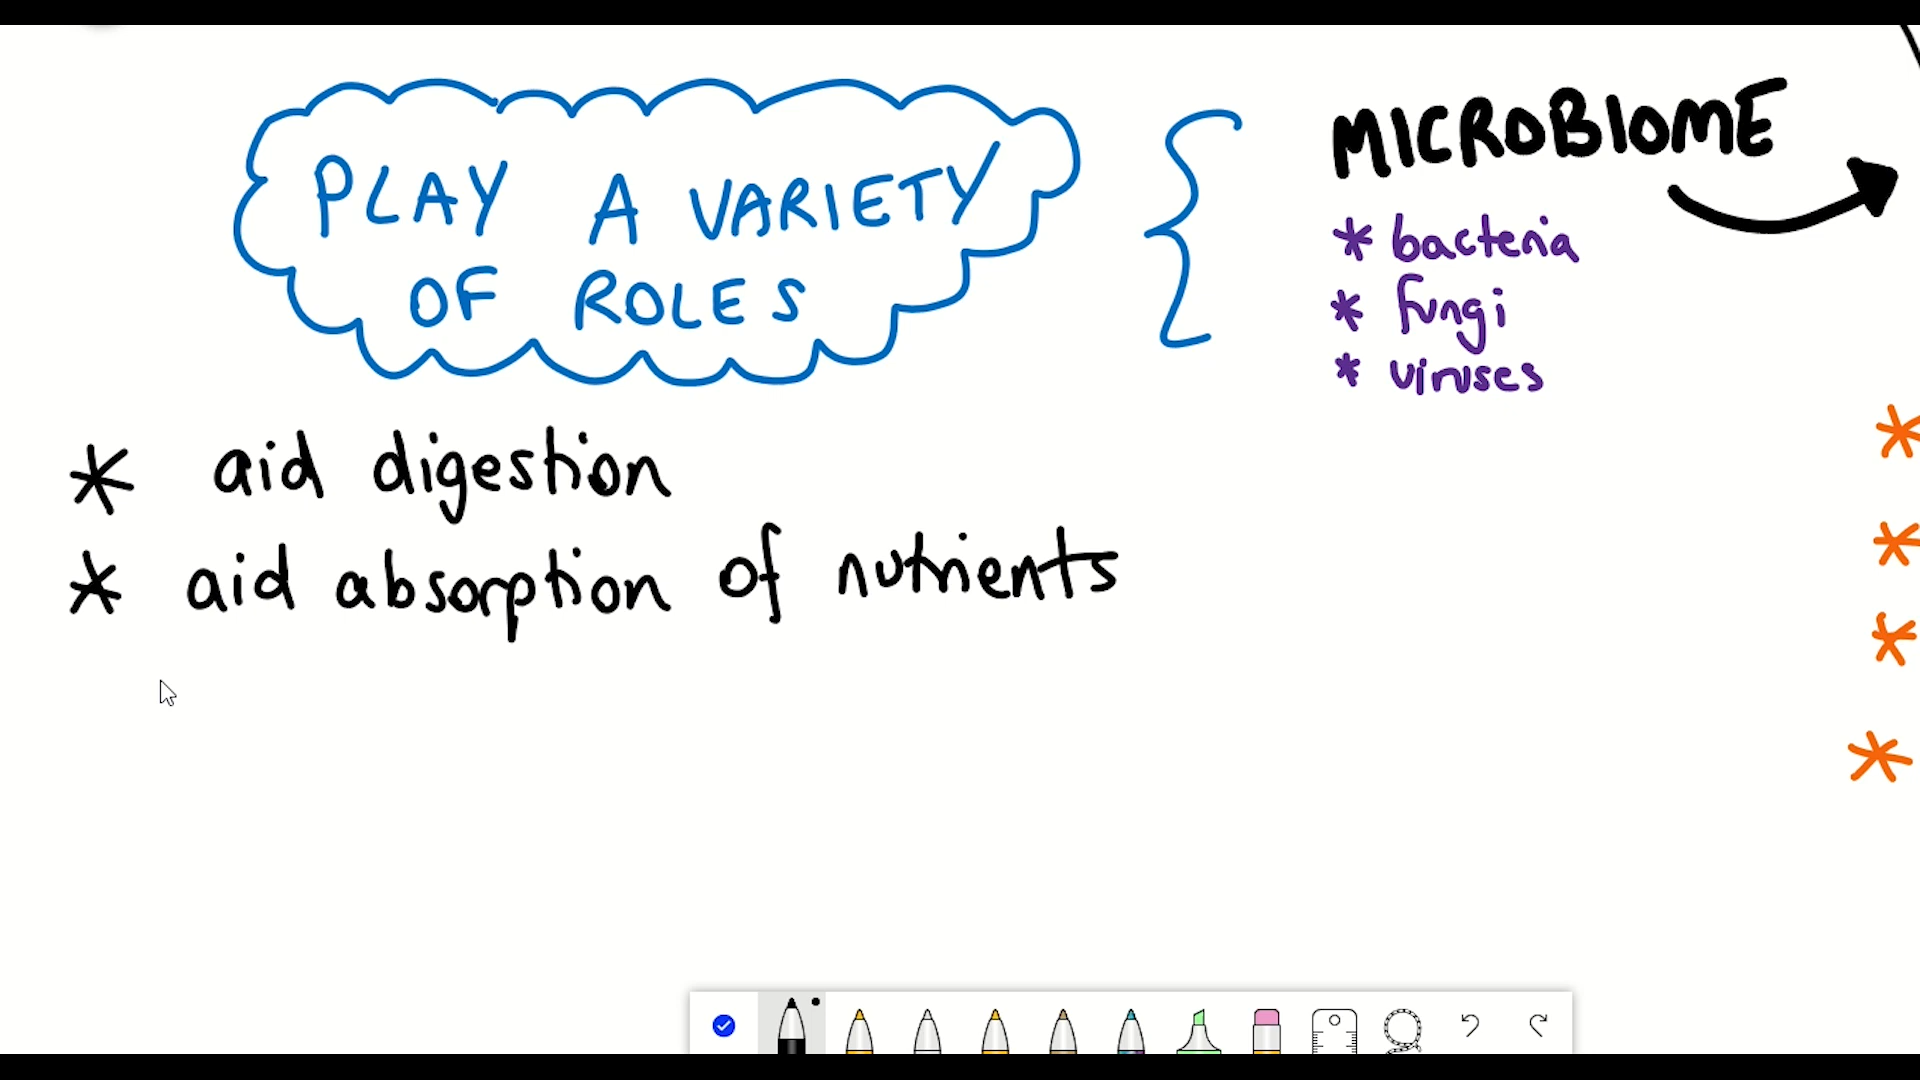 PLAY A VARIETY
OF ROLES
MICROBIOME
* bacteria
* fungi
* viruses
* aid digestion
* aid absorption of nutrients